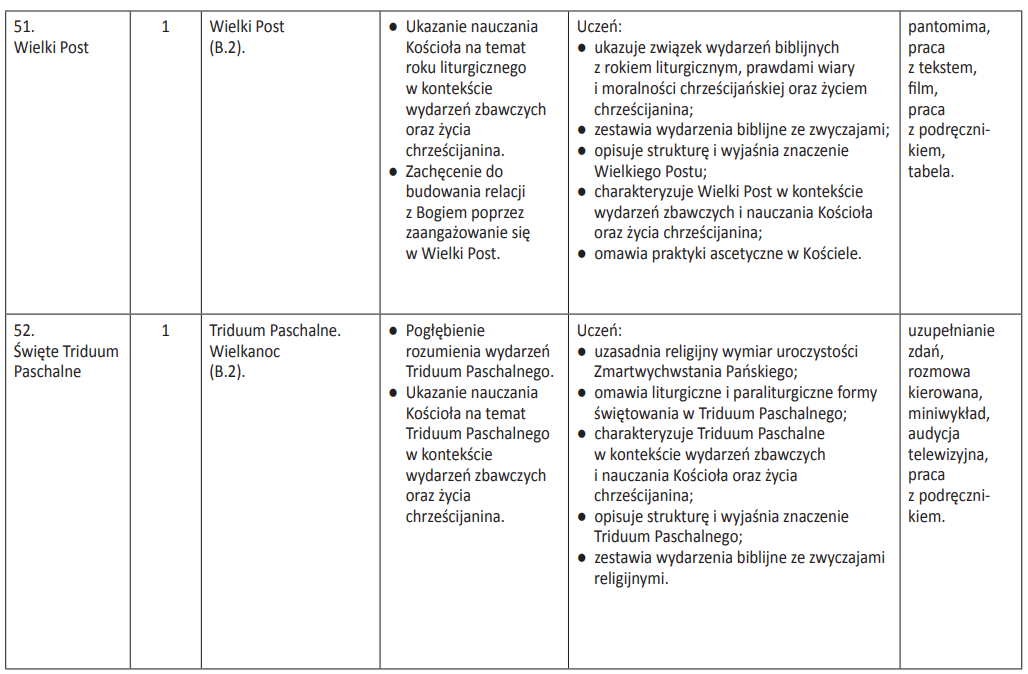 51.
Wielki Post
1
Wielki Post
(B.2).
● Ukazanie nauczania
Kościoła na temat
roku liturgicznego
w kontekście
wydarzeń zbawczych
oraz życia
chrześcijanina.
● Zachęcenie do
budowania relacji
z Bogiem poprzez
zaangażowanie się
w Wielki Post.
Uczeń:
● ukazuje związek wydarzeń biblijnych
z rokiem liturgicznym, prawdami wiary
i moralności chrześcijańskiej oraz życiem
chrześcijanina;
● zestawia wydarzenia biblijne ze zwyczajami;
● opisuje strukturę i wyjaśnia znaczenie
Wielkiego Postu;
● charakteryzuje Wielki Post w kontekście
wydarzeń zbawczych i nauczania Kościoła
oraz życia chrześcijanina;
● omawia praktyki ascetyczne w Kościele.
pantomima,
praca
z tekstem,
film,
praca
z podręczni-
kiem,
tabela.
52.
Święte Triduum
Paschalne
1
Triduum Paschalne.
Wielkanoc
(B.2).
● Pogłębienie
rozumienia wydarzeń
Triduum Paschalnego.
● Ukazanie nauczania
Kościoła na temat
Triduum Paschalnego
w kontekście
wydarzeń zbawczych
oraz życia
chrześcijanina.
Uczeń:
● uzasadnia religijny wymiar uroczystości
Zmartwychwstania Pańskiego;
● omawia liturgiczne i paraliturgiczne formy
świętowania w Triduum Paschalnego;
● charakteryzuje Triduum Paschalne
w kontekście wydarzeń zbawczych
i nauczania Kościoła oraz życia
chrześcijanina;
● opisuje strukturę i wyjaśnia znaczenie
Triduum Paschalnego;
● zestawia wydarzenia biblijne ze zwyczajami
religijnymi.
uzupełnianie
zdań,
rozmowa
kierowana,
miniwykład,
audycja
telewizyjna,
praca
z podręczni-
kiem.